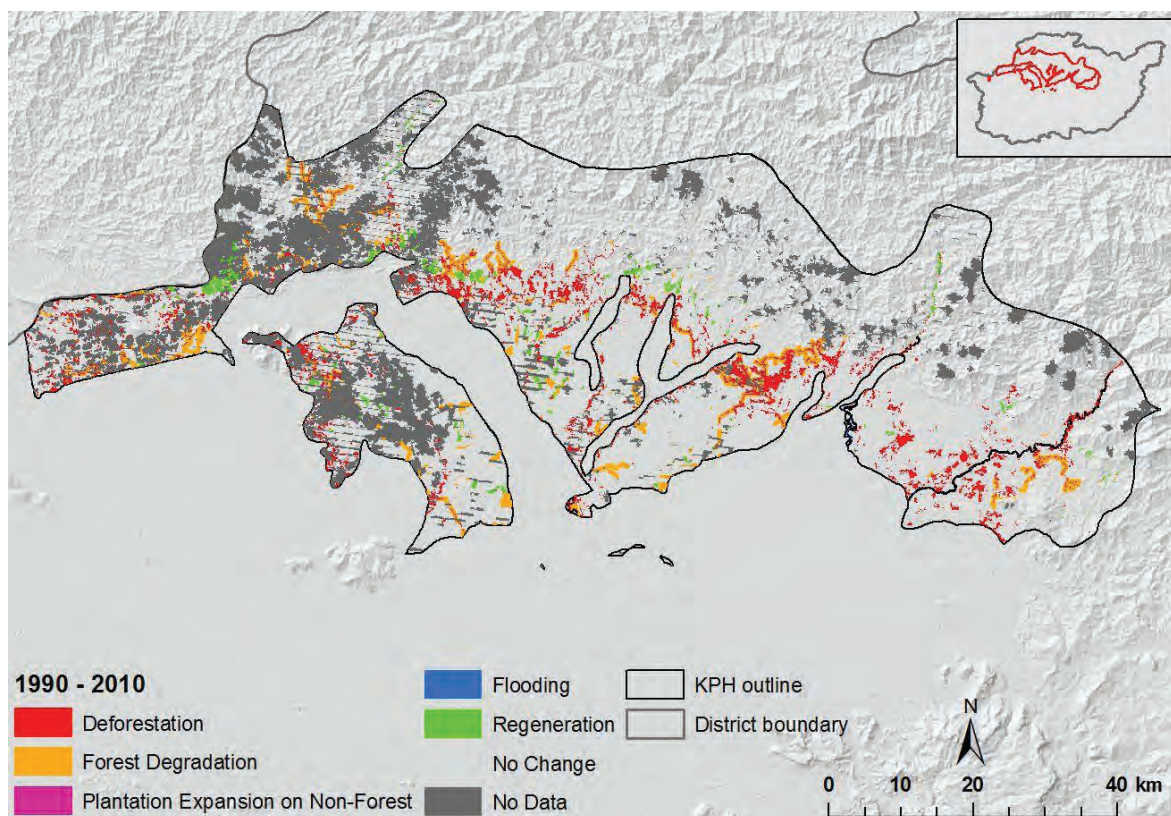 1990 - 2010
Deforestation
Forest Degradation
Plantation Expansion on Non-Forest
Flooding
Regeneration
No Change
No Data
KPH outline
District boundary
N
0 10 20 40 km